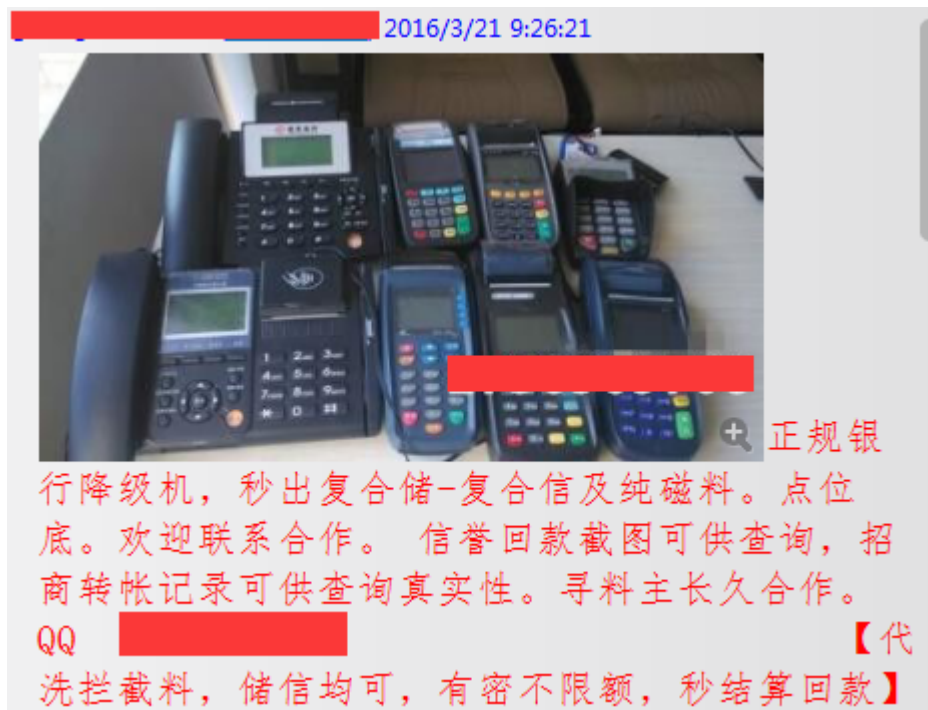 2016/3/21 9:26:21
正规银
行降级机，秒出复合储-复合信及纯磁料。点位
底。欢迎联系合作。 信誉回款截图可供查询，招
商转帐记录可供查询真实性。寻料主长久合作。
QQ 【代
洗拦截料，储信均可，有密不限额，秒结算回款】